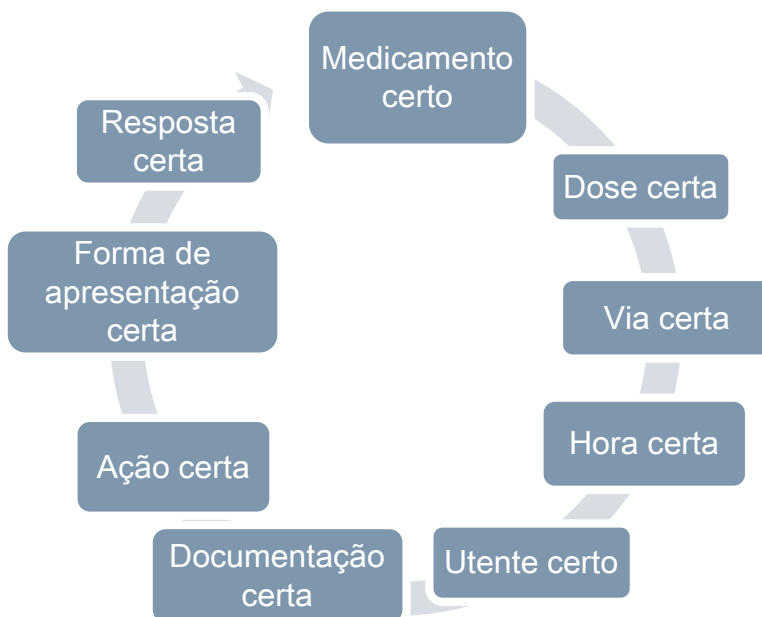 Medicamento
certo
Dose certa
Via certa
Hora certa
Utente certo
Documentação
certa
Ação certa
Forma de
apresentação
certa
Resposta
certa